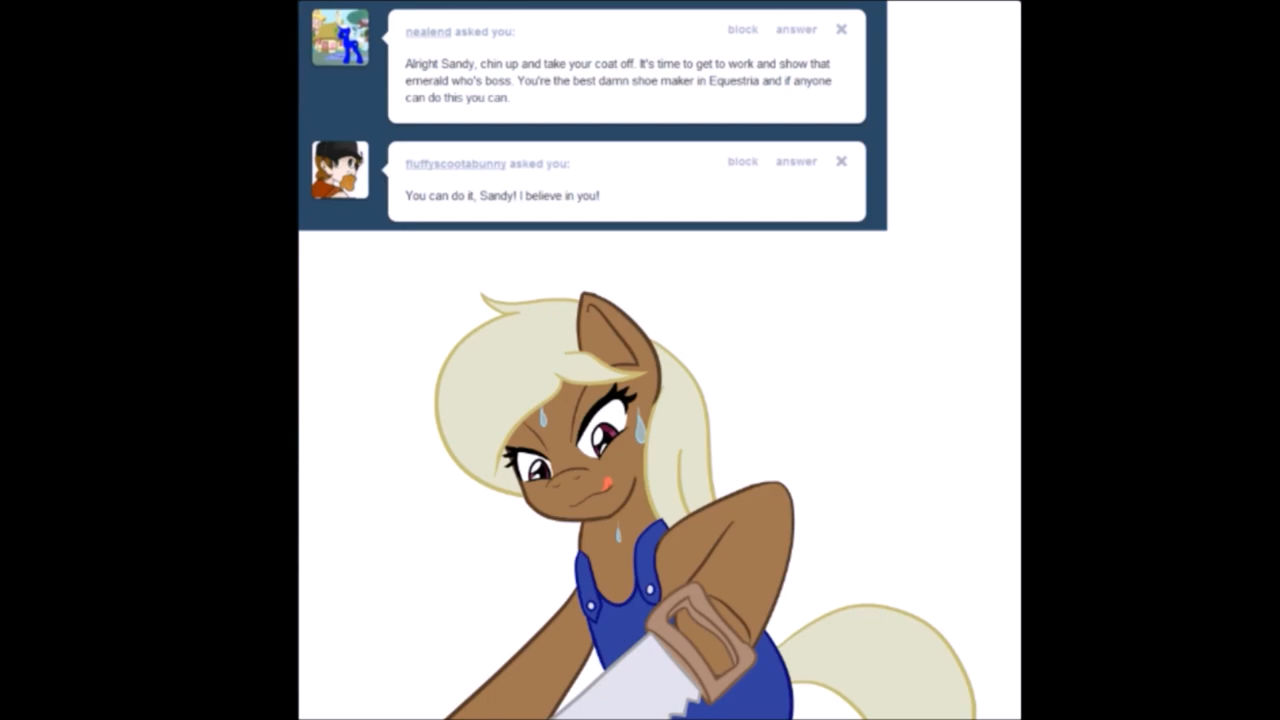 nealend asked you:
block answer
Alright Sandy, chin up and take your coat off. It's time to get to work and show that
emerald who's boss. You're the best damn shoe maker in Equestria and if anyone
can do this you can.
fluffyscootabunny asked you:
block answer
You can do it, Sandy! I believe in you!